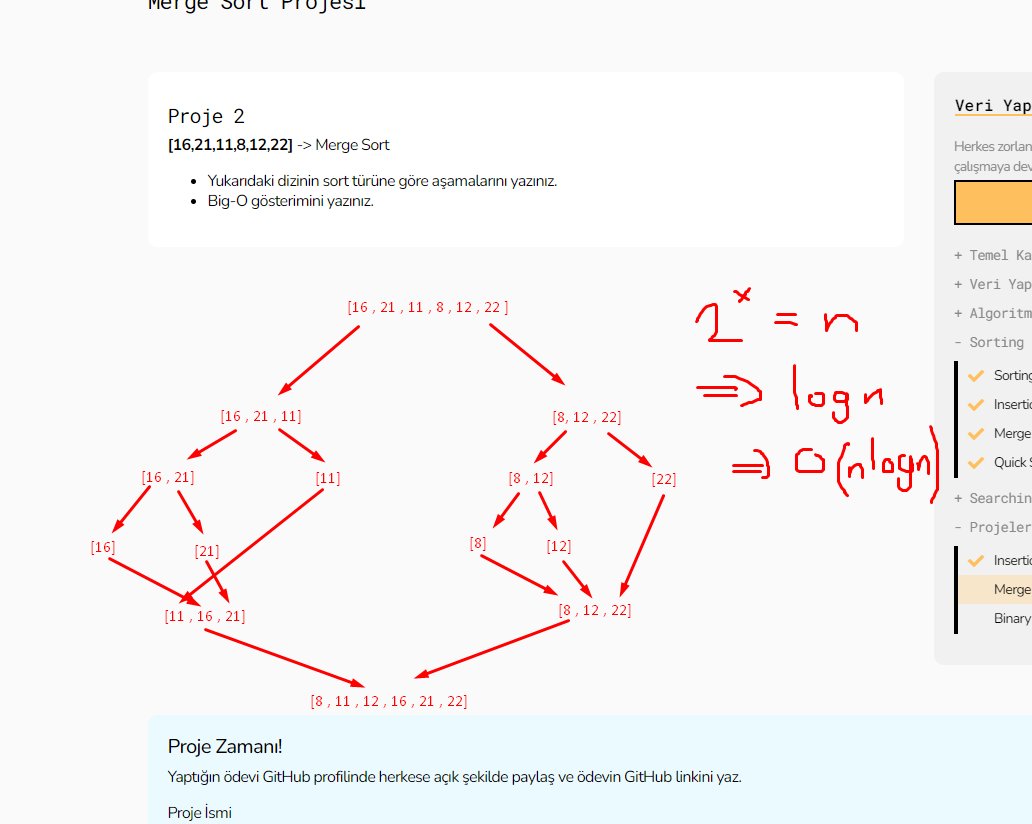 Merge Sort Projesi
Proje 2
[16,21,11,8,12,22] -> Merge Sort
• Yukarıdaki dizinin sort türüne göre aşamalarını yazınız.
• Big-O gösterimini yazınız.
[16 , 21 , 11 , 8 , 12 , 22 ]
[16 , 21 , 11]
[8, 12 , 22]
[16 , 21]
[11]
[8 , 12]
[22]
[16]
[21]
[8]
[12]
[11 , 16 , 21]
[8 , 12 , 22]
[8 , 11 , 12 , 16 , 21 , 22]
2^x = n
=> log n
=> O(nlogn)
Veri Yap
Herkes zorlan
çalışmaya dev
+ Temel Ka
+ Veri Yap
+ Algoritm
- Sorting
Sorting
Insertic
Merge
Quick S
+ Searchin
- Projeler
Insertic
Merge
Binary
Proje Zamanı!
Yaptığın ödevi GitHub profilinde herkese açık şekilde paylaş ve ödevin GitHub linkini yaz.
Proje İsmi